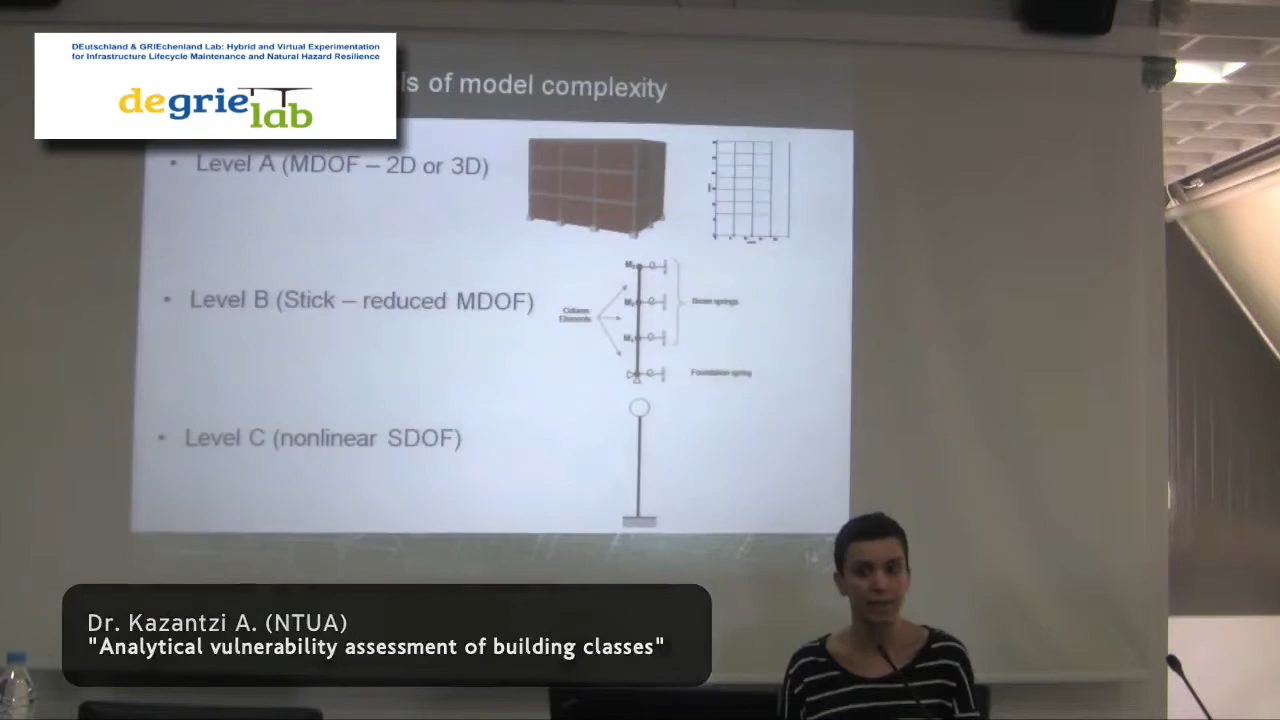 DEutschland & GRIEchenland Lab: Hybrid and Virtual Experimentation
for Infrastructure Lifecycle Maintenance and Natural Hazard Resilience
degrie lab
ls of model complexity
• Level A (MDOF – 2D or 3D)
• Level B (Stick – reduced MDOF)
Column
Elements
Beam springs
Foundation spring
• Level C (nonlinear SDOF)
Dr. Kazantzi A. (NTUA)
"Analytical vulnerability assessment of building classes"